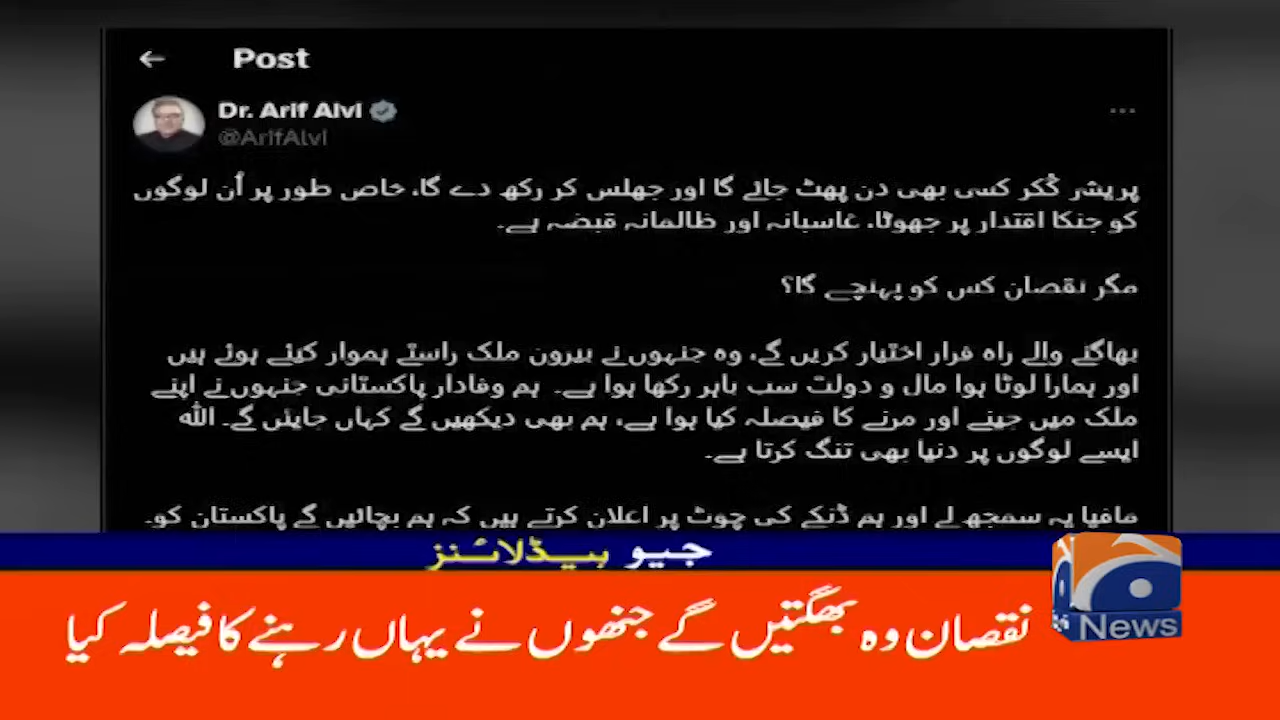 Post
Dr. Arif Alvi
@ArifAlvi
پریشر ککر کسی بھی دن پھٹ جائے گا اور جھلس کر رکھ دے گا، خاص طور پر اُن لوگوں
کو جنکا اقتدار پر جھوٹا، غاسبانہ اور ظالمانہ قبضہ ہے۔
مگر نقصان کس کو پہنچے گا؟
بھاگنے والے راہ فرار اختیار کریں گے، وہ جنہوں نے بیرون ملک راستے ہموار کیئے ہوئے ہیں
اور ہمارا لوٹا ہوا مال و دولت سب باہر رکھا ہوا ہے۔ ہم وفادار پاکستانی جنہوں نے اپنے
ملک میں جینے اور مرنے کا فیصلہ کیا ہوا ہے، ہم بھی دیکھیں گے کہاں جایئں گے۔ اللّٰه
ایسے لوگوں پر دنیا بھی تنگ کرتا ہے۔
مافیا یہ سمجھ لے اور ہم ڈنکے کی چوٹ پر اعلان کرتے ہیں کہ ہم بچائیں گے پاکستان کو۔
جیو ہیڈلائنز
نقصان وہ بھگتیں گے جنھوں نے یہاں رہنے کا فیصلہ کیا
News